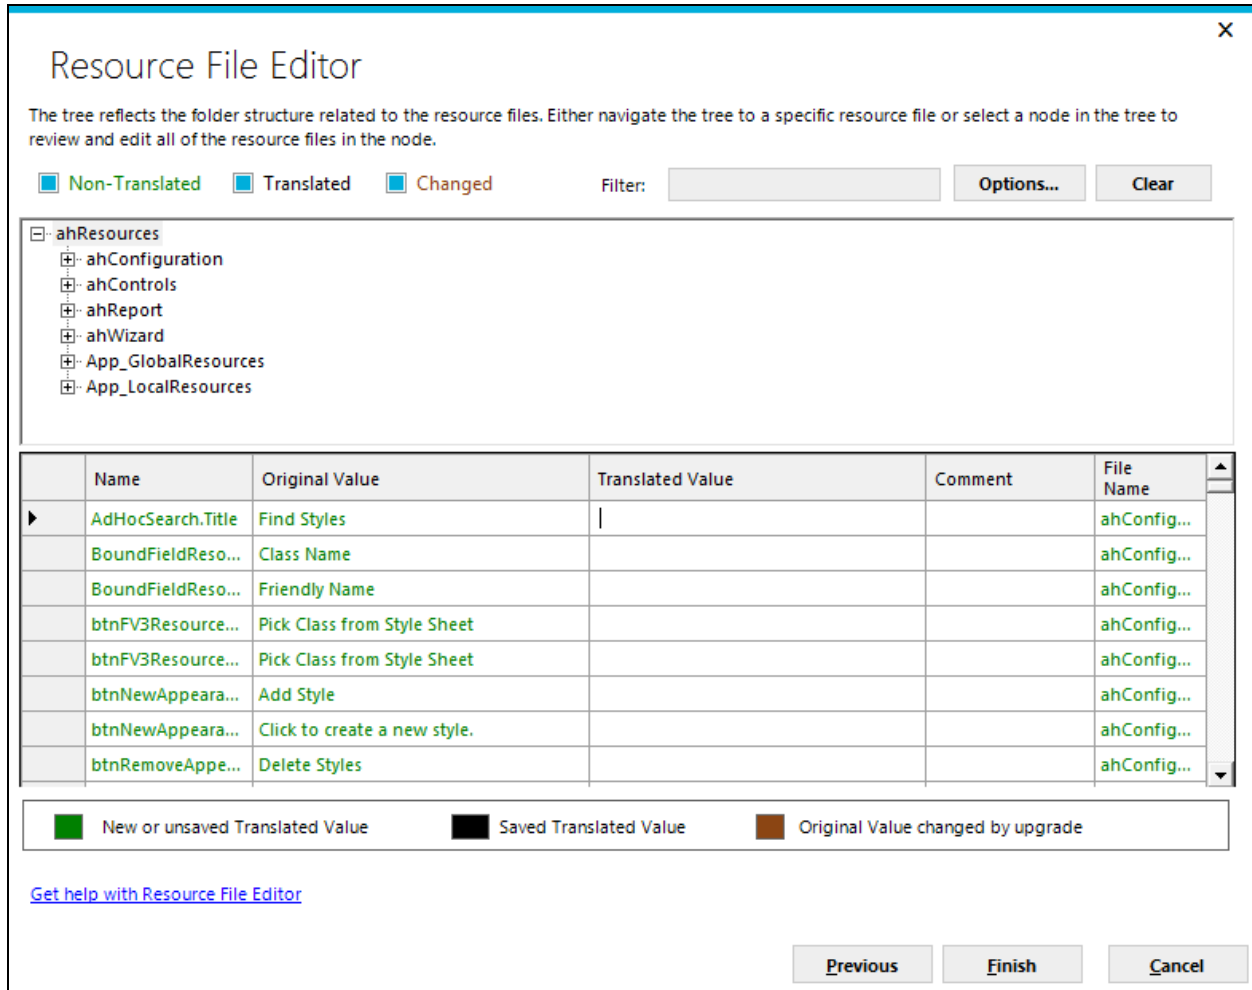 Resource File Editor
The tree reflects the folder structure related to the resource files. Either navigate the tree to a specific resource file or select a node in the tree to
review and edit all of the resource files in the node.
Non-Translated Translated Changed Filter: Options... Clear
ahResources
ahConfiguration
ahControls
ahReport
ahWizard
App_GlobalResources
App_LocalResources
Name Original Value Translated Value Comment File Name
AdHocSearch.Title Find Styles ahConfig...
BoundFieldReso... Class Name ahConfig...
BoundFieldReso... Friendly Name ahConfig...
btnFV3Resource... Pick Class from Style Sheet ahConfig...
btnFV3Resource... Pick Class from Style Sheet ahConfig...
btnNewAppeara... Add Style ahConfig...
btnNewAppeara... Click to create a new style. ahConfig...
btnRemoveAppe... Delete Styles ahConfig...
New or unsaved Translated Value Saved Translated Value Original Value changed by upgrade
Get help with Resource File Editor
Previous Finish Cancel